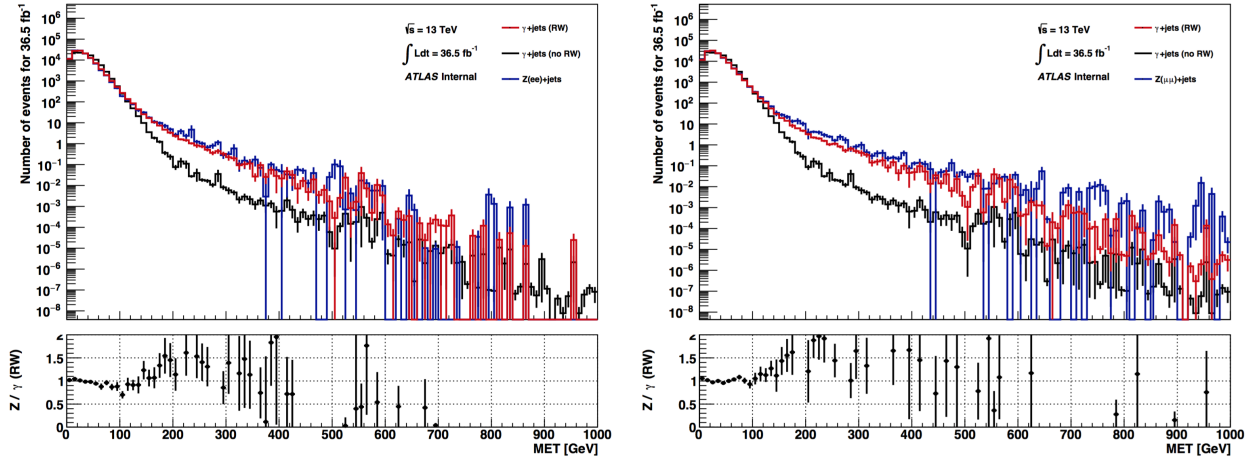 Number of events for 36.5 fb⁻¹
10⁶
10⁵
10⁴
10³
10²
10
1
10⁻¹
10⁻²
10⁻³
10⁻⁴
10⁻⁵
10⁻⁶
10⁻⁷
10⁻⁸
√s = 13 TeV
∫ Ldt = 36.5 fb⁻¹
ATLAS Internal
γ+jets (RW)
γ+jets (no RW)
Z(ee)+jets
Z / γ (RW)
2
1.5
1
0.5
0
0 100 200 300 400 500 600 700 800 900 1000
MET [GeV]
Number of events for 36.5 fb⁻¹
10⁶
10⁵
10⁴
10³
10²
10
1
10⁻¹
10⁻²
10⁻³
10⁻⁴
10⁻⁵
10⁻⁶
10⁻⁷
10⁻⁸
√s = 13 TeV
∫ Ldt = 36.5 fb⁻¹
ATLAS Internal
γ+jets (RW)
γ+jets (no RW)
Z(μμ)+jets
Z / γ (RW)
2
1.5
1
0.5
0
0 100 200 300 400 500 600 700 800 900 1000
MET [GeV]